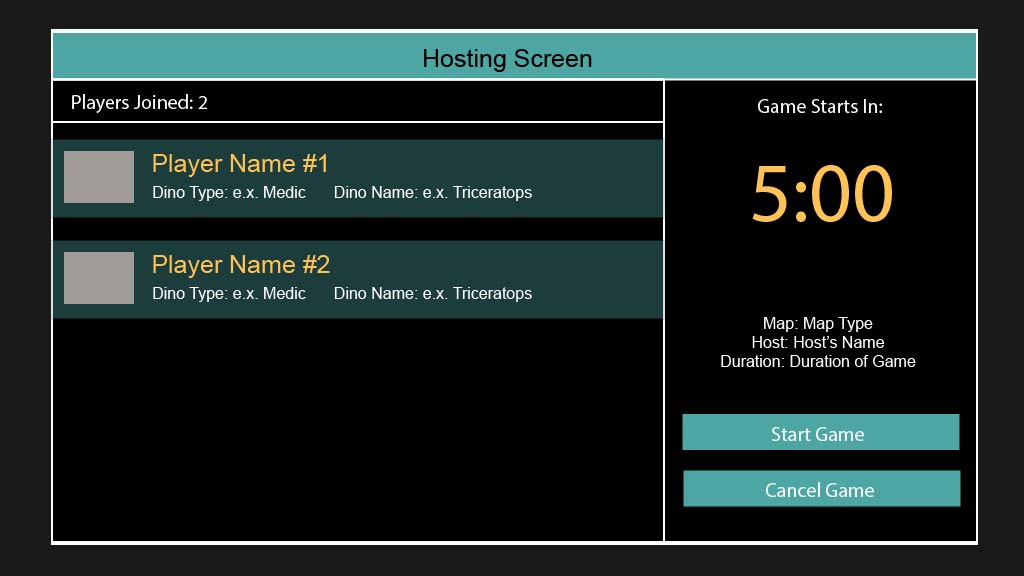 Hosting Screen
Players Joined: 2
Player Name #1
Dino Type: e.x. Medic Dino Name: e.x. Triceratops
Player Name #2
Dino Type: e.x. Medic Dino Name: e.x. Triceratops
Game Starts In:
5:00
Map: Map Type
Host: Host’s Name
Duration: Duration of Game
Start Game
Cancel Game